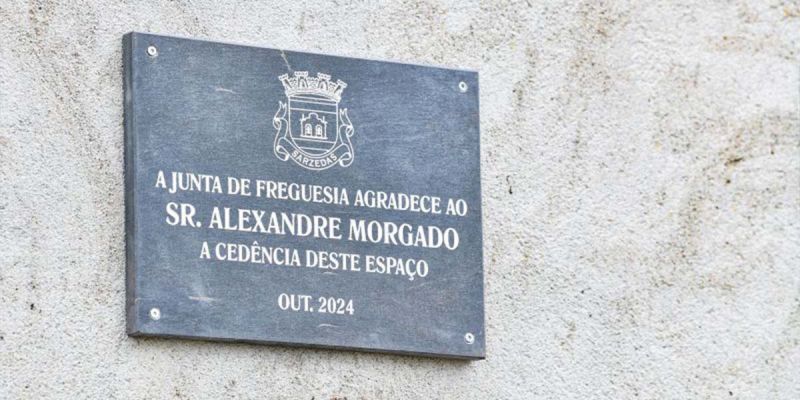 SARZEDAS
A JUNTA DE FREGUESIA AGRADECE AO
SR. ALEXANDRE MORGADO
A CEDÊNCIA DESTE ESPAÇO
OUT. 2024